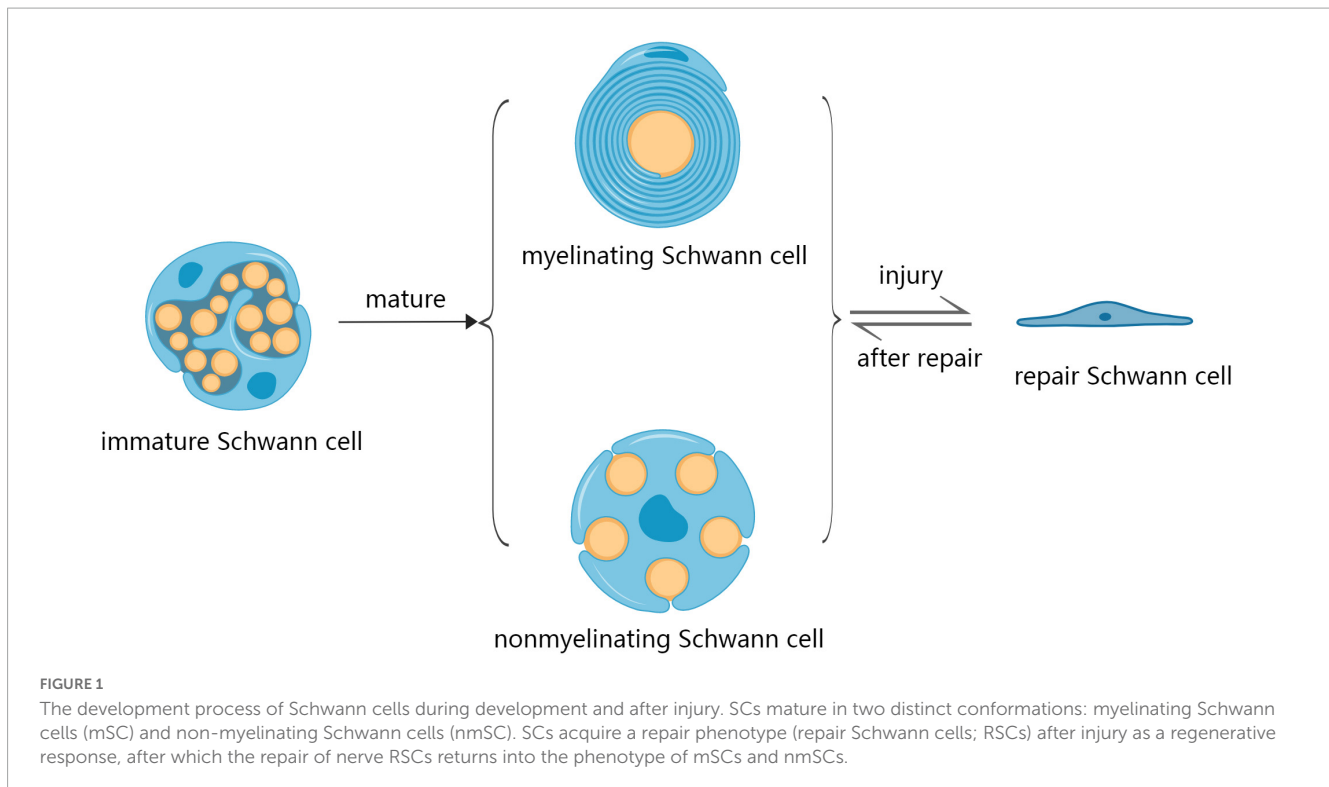 myelinating Schwann cell
injury
mature
after repair
repair Schwann cell
immature Schwann cell
nonmyelinating Schwann cell
FIGURE 1
The development process of Schwann cells during development and after injury. SCs mature in two distinct conformations: myelinating Schwann
cells (mSC) and non-myelinating Schwann cells (nmSC). SCs acquire a repair phenotype (repair Schwann cells; RSCs) after injury as a regenerative
response, after which the repair of nerve RSCs returns into the phenotype of mSCs and nmSCs.